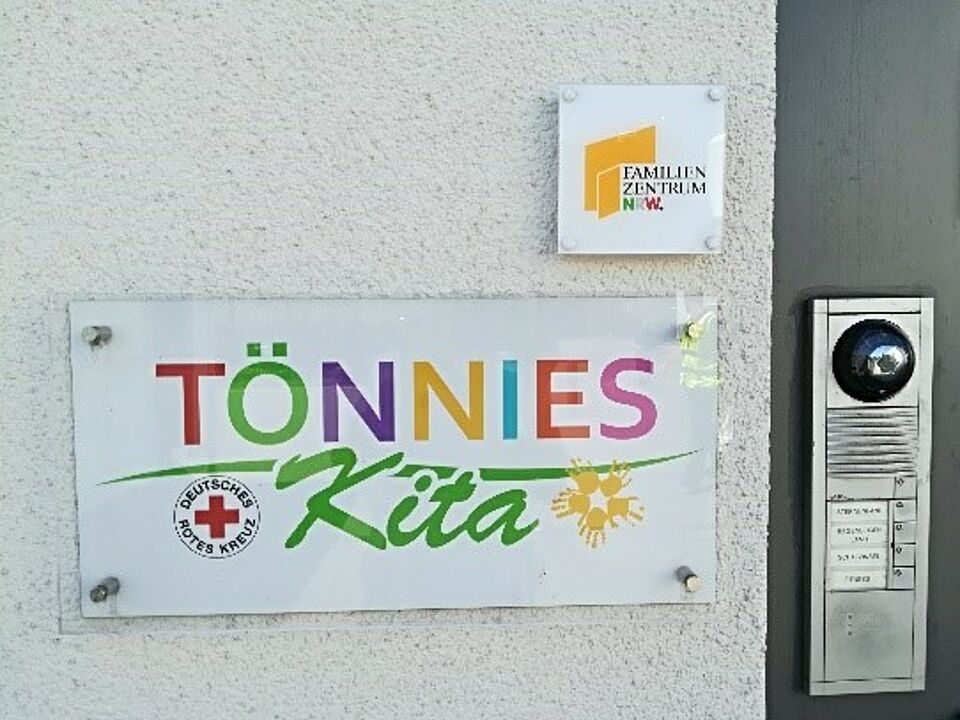 FAMILIEN
ZENTRUM
NRW.
TÖNNIES
Kita
DEUTSCHES
ROTES KREUZ